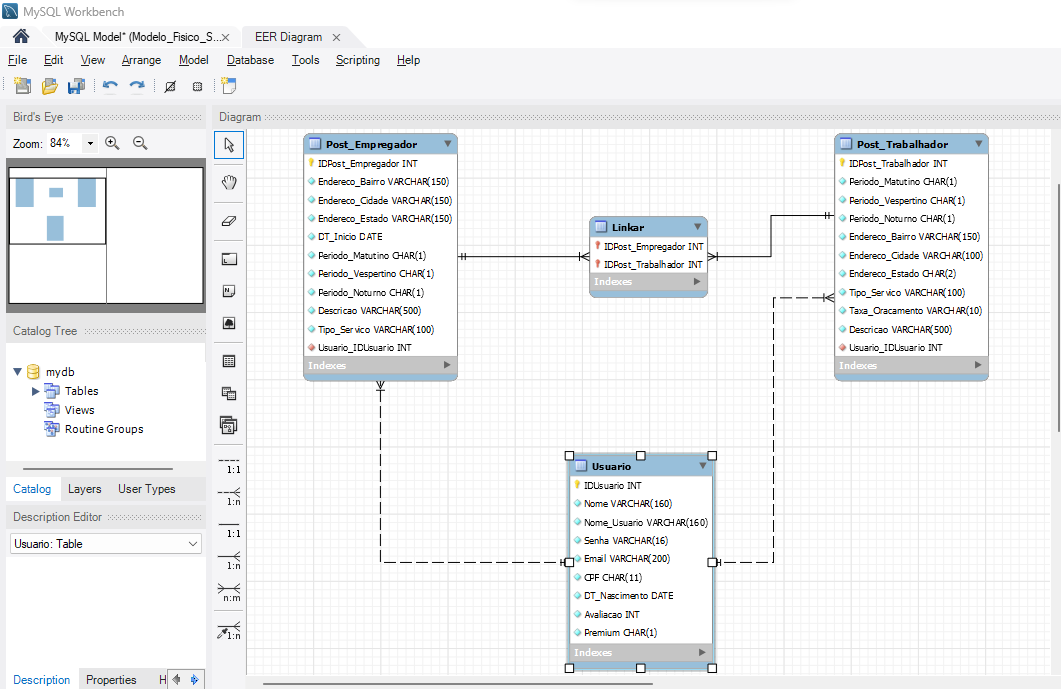 MySQL Workbench
MySQL Model* (Modelo_Fisico_S... ×
EER Diagram ×
File Edit View Arrange Model Database Tools Scripting Help
Bird's Eye
Zoom: 84%
Catalog Tree
mydb
Tables
Views
Routine Groups
Catalog Layers User Types
Description Editor
Usuario: Table
Description Properties H
Diagram
1:1
1:n
1:1
1:n
n:m
1:n
Post_Empregador
IDPost_Empregador INT
Endereco_Bairro VARCHAR(150)
Endereco_Cidade VARCHAR(150)
Endereco_Estado VARCHAR(150)
DT_Inicio DATE
Periodo_Matutino CHAR(1)
Periodo_Vespertino CHAR(1)
Periodo_Noturno CHAR(1)
Descricao VARCHAR(500)
Tipo_Servico VARCHAR(100)
Usuario_IDUsuario INT
Indexes
Linkar
IDPost_Empregador INT
IDPost_Trabalhador INT
Indexes
Post_Trabalhador
IDPost_Trabalhador INT
Periodo_Matutino CHAR(1)
Periodo_Vespertino CHAR(1)
Periodo_Noturno CHAR(1)
Endereco_Bairro VARCHAR(150)
Endereco_Cidade VARCHAR(100)
Endereco_Estado CHAR(2)
Tipo_Servico VARCHAR(100)
Taxa_Oracamento VARCHAR(10)
Descricao VARCHAR(500)
Usuario_IDUsuario INT
Indexes
Usuario
IDUsuario INT
Nome VARCHAR(160)
Nome_Usuario VARCHAR(160)
Senha VARCHAR(16)
Email VARCHAR(200)
CPF CHAR(11)
DT_Nascimento DATE
Avaliacao INT
Premium CHAR(1)
Indexes